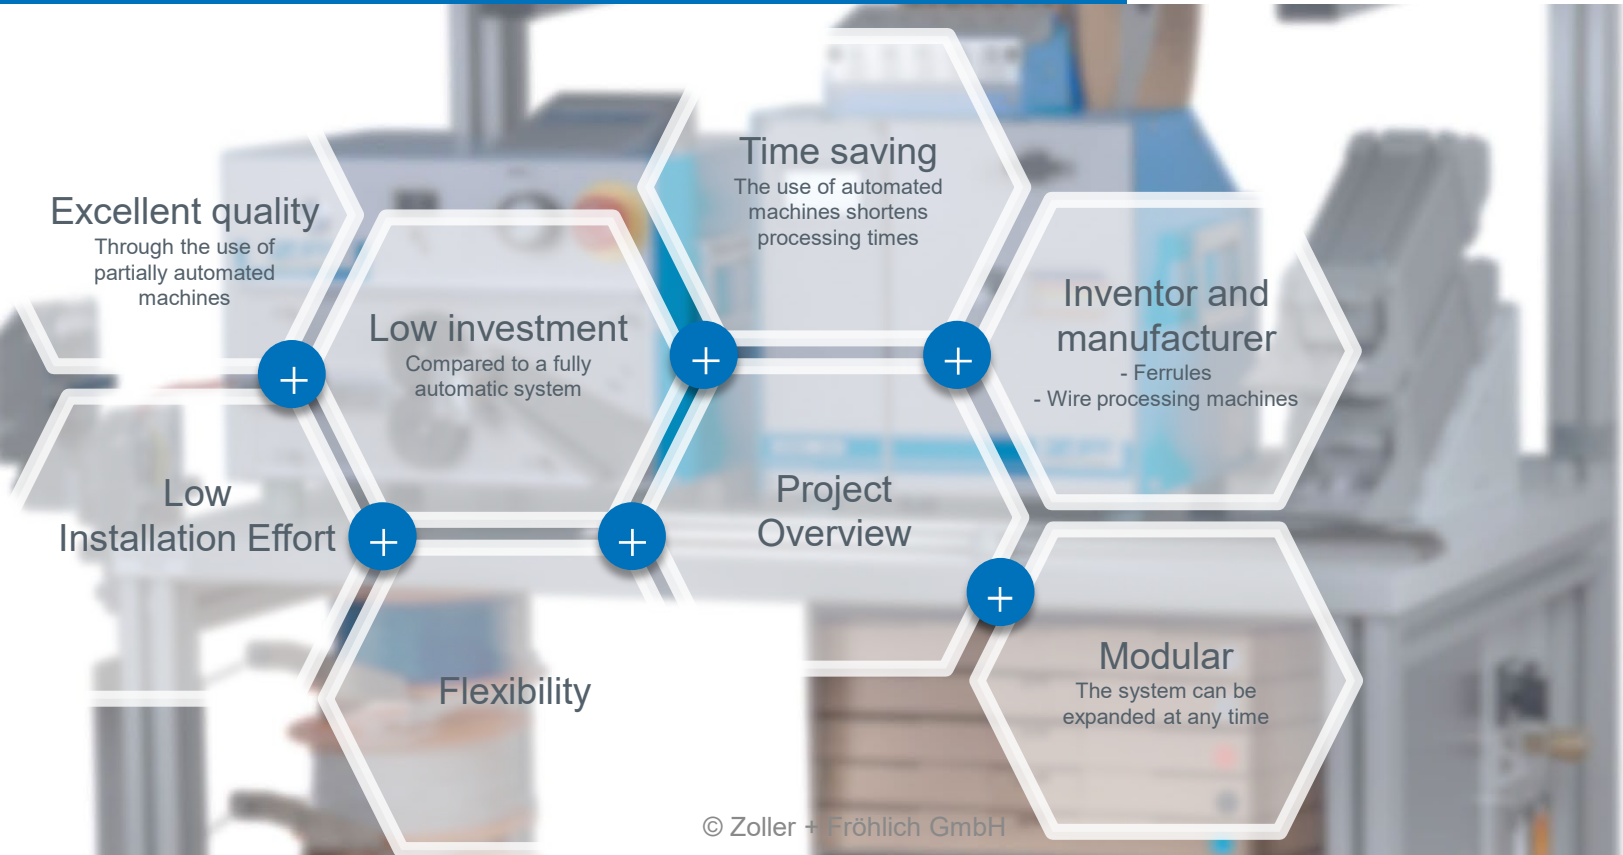 Time saving
The use of automated
machines shortens
processing times
Excellent quality
Through the use of
partially automated
machines
Low investment
Compared to a fully
automatic system
Inventor and
manufacturer
- Ferrules
- Wire processing machines
Low
Installation Effort
Project
Overview
Flexibility
Modular
The system can be
expanded at any time
© Zoller + Fröhlich GmbH